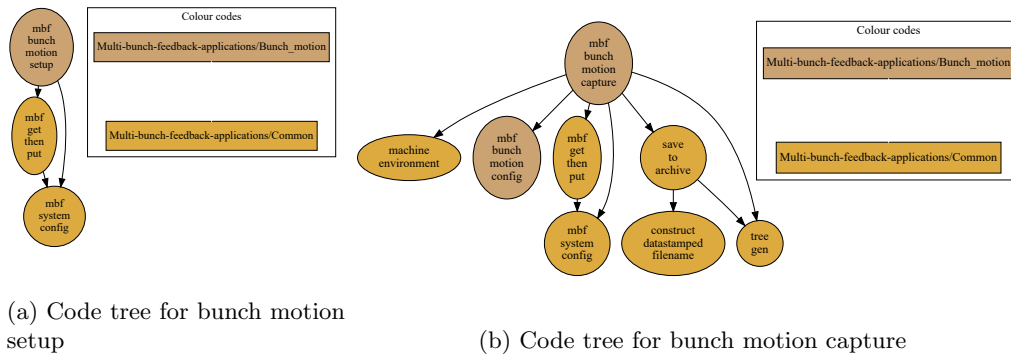 mbf
bunch
motion
setup
mbf
get
then
put
mbf
system
config
Colour codes
Multi-bunch-feedback-applications/Bunch_motion
Multi-bunch-feedback-applications/Common
(a) Code tree for bunch motion
setup
mbf
bunch
motion
capture
machine
environment
mbf
bunch
motion
config
mbf
get
then
put
save
to
archive
mbf
system
config
construct
datastamped
filename
tree
gen
Colour codes
Multi-bunch-feedback-applications/Bunch_motion
Multi-bunch-feedback-applications/Common
(b) Code tree for bunch motion capture